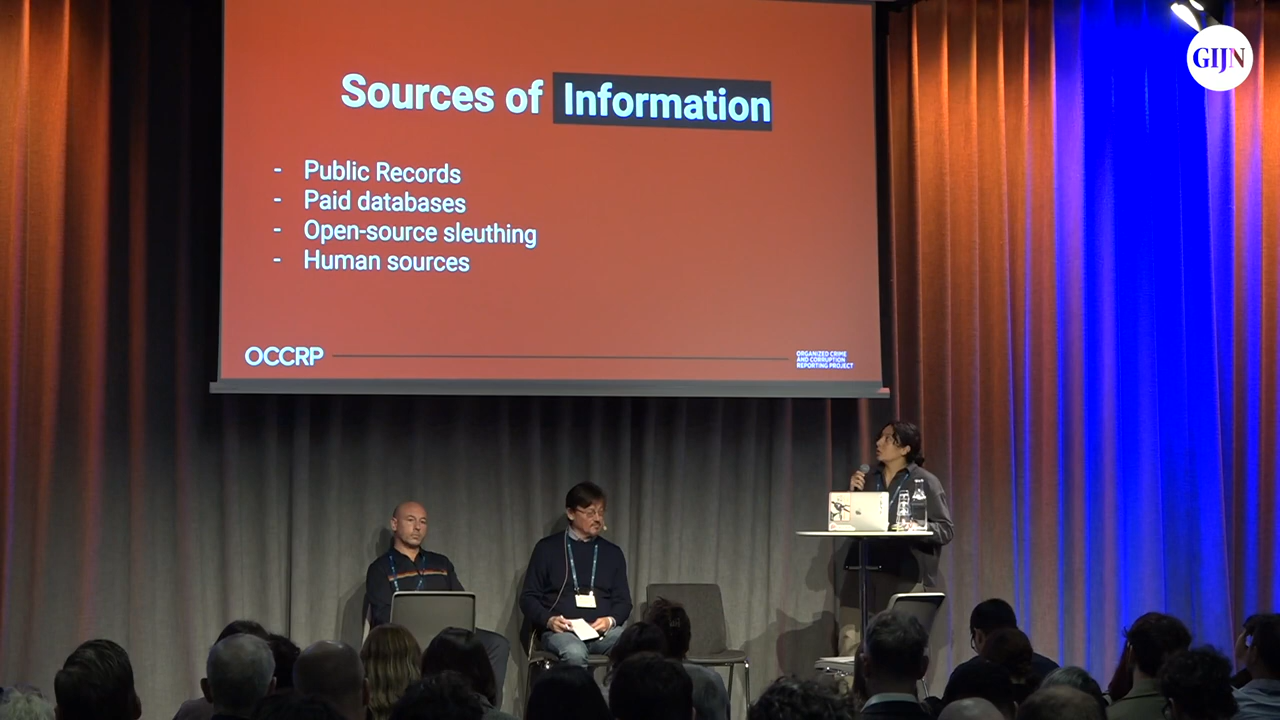 GIJN
Sources of Information
- Public Records
- Paid databases
- Open-source sleuthing
- Human sources
OCCRP
ORGANIZED CRIME
AND CORRUPTION
REPORTING PROJECT